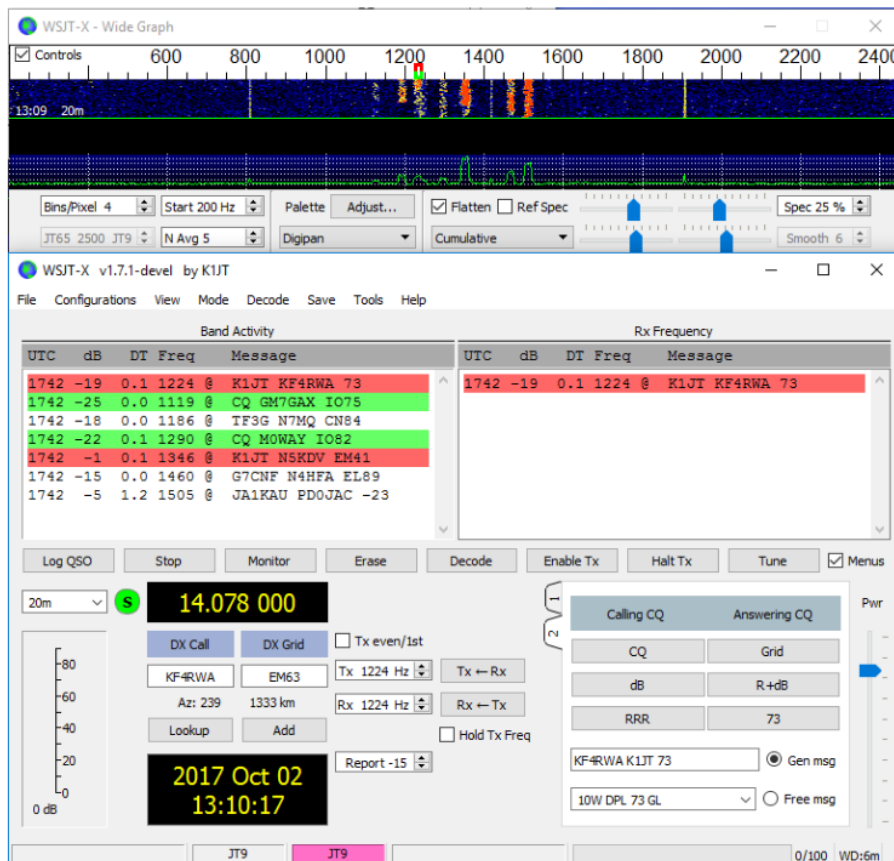 WSJT-X - Wide Graph
Controls 600 800 1000 1200 1400 1600 1800 2000 2200 2400
13:09 20m
Bins/Pixel 4 Start 200 Hz Palette Adjust... Flatten Ref Spec Spec 25 %
JT65 2500 JT9 N Avg 5 Digipan Cumulative Smooth 6
WSJT-X v1.7.1-devel by K1JT
File Configurations View Mode Decode Save Tools Help
Band Activity Rx Frequency
UTC dB DT Freq Message UTC dB DT Freq Message
1742 -19 0.1 1224 @ K1JT KF4RWA 73 1742 -19 0.1 1224 @ K1JT KF4RWA 73
1742 -25 0.0 1119 @ CQ GM7GAX IO75
1742 -18 0.0 1186 @ TF3G N7MQ CN84
1742 -22 0.1 1290 @ CQ M0WAY IO82
1742 -1 0.1 1346 @ K1JT N5KDV EM41
1742 -15 0.0 1460 @ G7CNF N4HFA EL89
1742 -5 1.2 1505 @ JA1KAU PD0JAC -23
Log QSO Stop Monitor Erase Decode Enable Tx Halt Tx Tune Menus
20m S 14.078 000 1 Calling CQ Answering CQ Pwr
DX Call DX Grid Tx even/1st 2
CQ Grid
-80 KF4RWA EM63 Tx 1224 Hz Tx ← Rx dB R+dB
-60 Az: 239 1333 km Rx 1224 Hz Rx ← Tx RRR 73
-40 Lookup Add Hold Tx Freq
-20 Report -15 KF4RWA K1JT 73 Gen msg
-0 2017 Oct 02
0 dB 13:10:17 10W DPL 73 GL Free msg
JT9 JT9 0/100 WD:6m